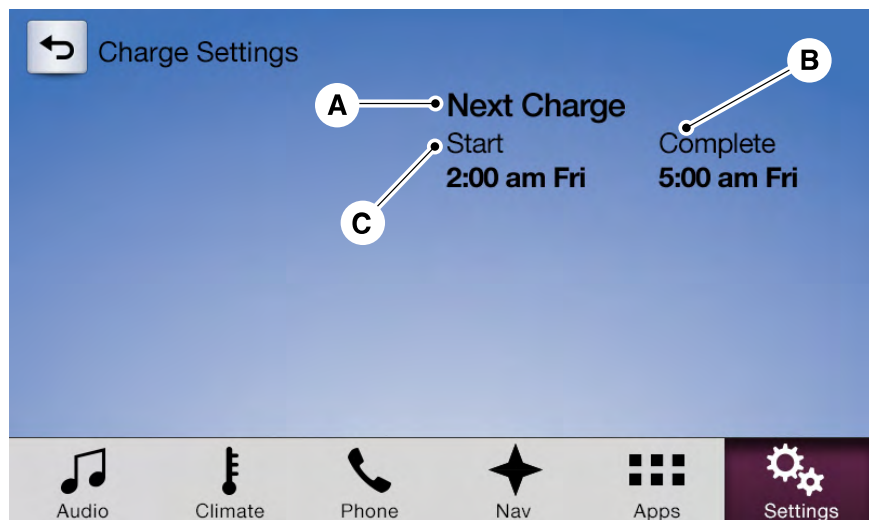 Charge Settings
B
A
Next Charge
Start Complete
2:00 am Fri 5:00 am Fri
C
Audio Climate Phone Nav Apps Settings